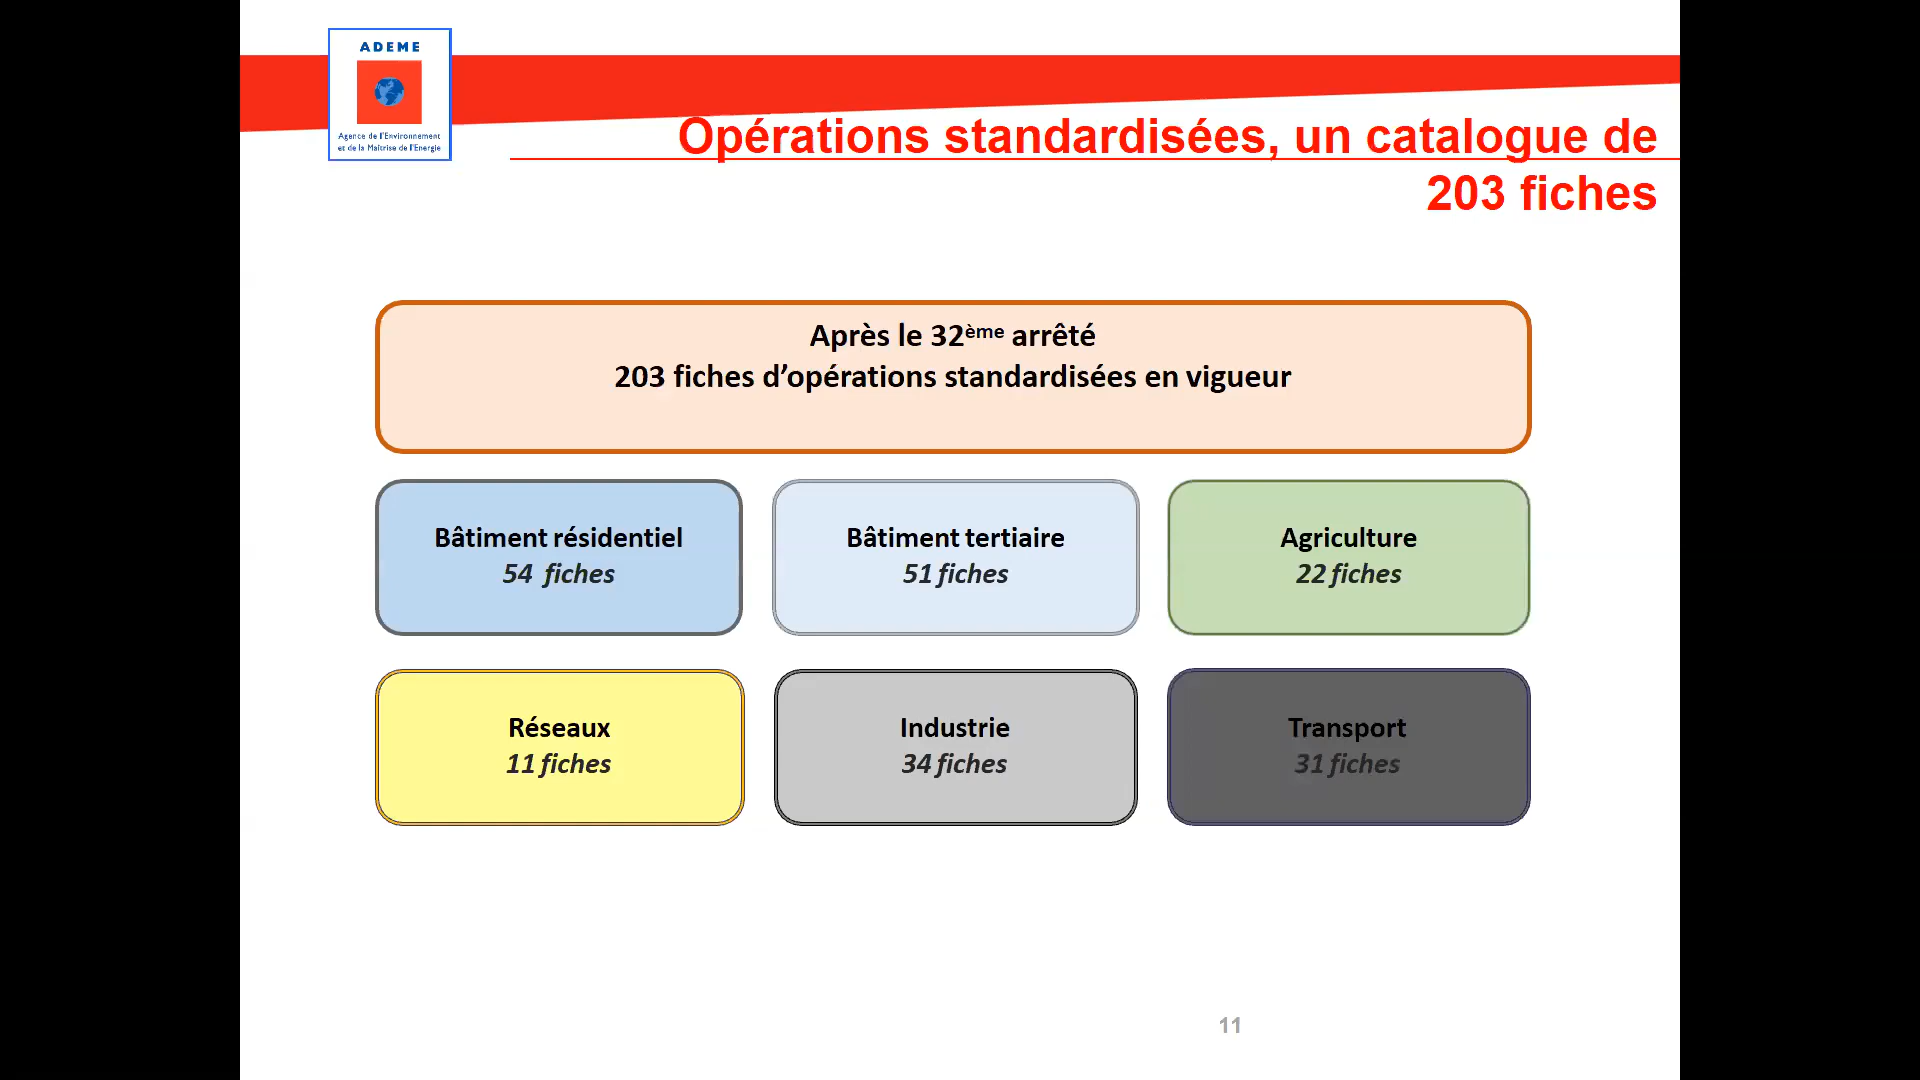 ADEME
Agence de l'Environnement
et de la Maîtrise de l'Energie
Opérations standardisées, un catalogue de
203 fiches
Après le 32ème arrêté
203 fiches d’opérations standardisées en vigueur
Bâtiment résidentiel
54 fiches
Bâtiment tertiaire
51 fiches
Agriculture
22 fiches
Réseaux
11 fiches
Industrie
34 fiches
Transport
31 fiches
11